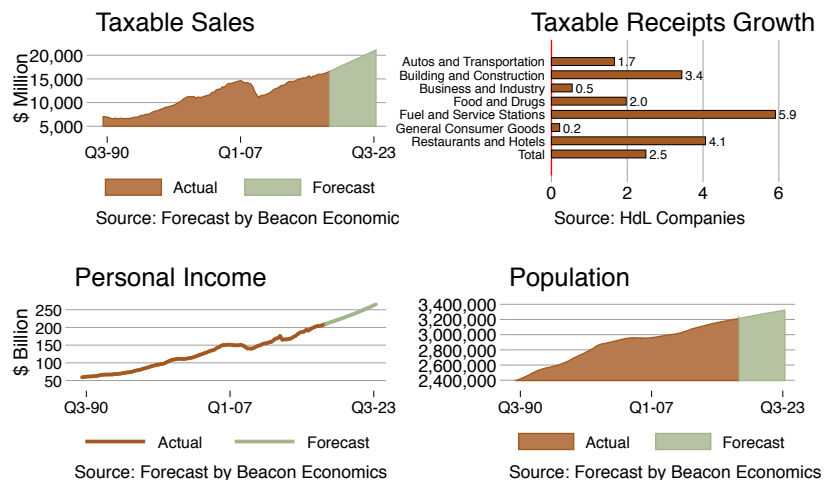 Taxable Sales
$ Million
20,000
15,000
10,000
5,000
Q3-90
Q1-07
Q3-23
Actual
Forecast
Source: Forecast by Beacon Economic
Taxable Receipts Growth
Autos and Transportation
1.7
Building and Construction
3.4
Business and Industry
0.5
Food and Drugs
2.0
Fuel and Service Stations
5.9
General Consumer Goods
0.2
Restaurants and Hotels
4.1
Total
2.5
0
2
4
6
Source: HdL Companies
Personal Income
$ Billion
250
200
150
100
50
Q3-90
Q1-07
Q3-23
Actual
Forecast
Source: Forecast by Beacon Economics
Population
3,400,000
3,200,000
3,000,000
2,800,000
2,600,000
2,400,000
Q3-90
Q1-07
Q3-23
Actual
Forecast
Source: Forecast by Beacon Economics